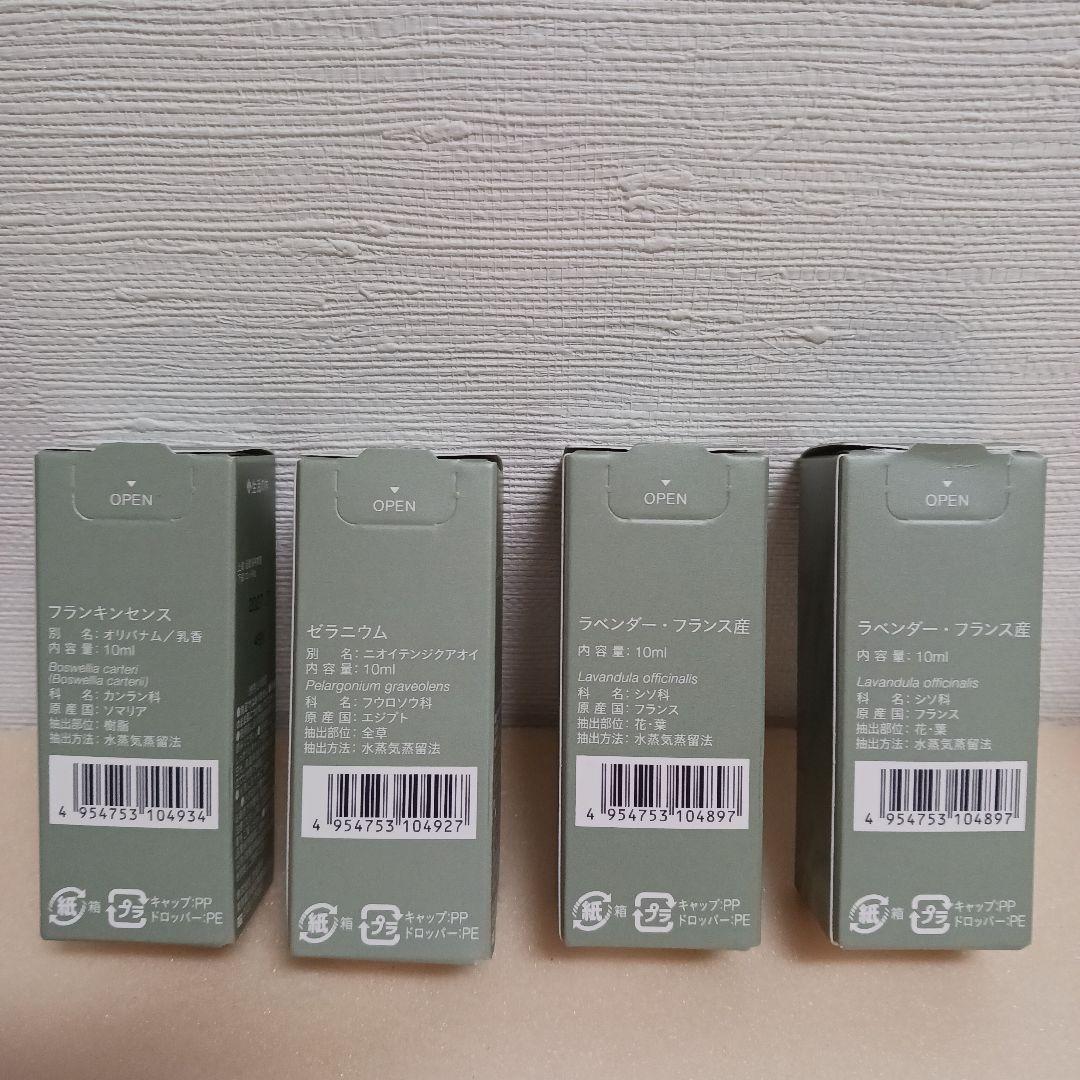 OPEN
フランキンセンス
別　名：オリバナム／乳香
内容量：10ml
Boswellia carteri
(Boswellia carterii)
科　名：カンラン科
原産国：ソマリア
抽出部位：樹脂
抽出方法：水蒸気蒸留法
4 954753 104934
紙 箱 プラ キャップ:PP
ドロッパー:PE
生活の木
OPEN
ゼラニウム
別　名：ニオイテンジクアオイ
内容量：10ml
Pelargonium graveolens
科　名：フウロソウ科
原産国：エジプト
抽出部位：全草
抽出方法：水蒸気蒸留法
4 954753 104927
紙 箱 プラ キャップ:PP
ドロッパー:PE
OPEN
ラベンダー・フランス産
内容量：10ml
Lavandula officinalis
科　名：シソ科
原産国：フランス
抽出部位：花・葉
抽出方法：水蒸気蒸留法
4 954753 104897
紙 箱 プラ キャップ:PP
ドロッパー:PE
OPEN
ラベンダー・フランス産
内容量：10ml
Lavandula officinalis
科　名：シソ科
原産国：フランス
抽出部位：花・葉
抽出方法：水蒸気蒸留法
4 954753 104897
紙 箱 プラ キャップ:PP
ドロッパー:PE